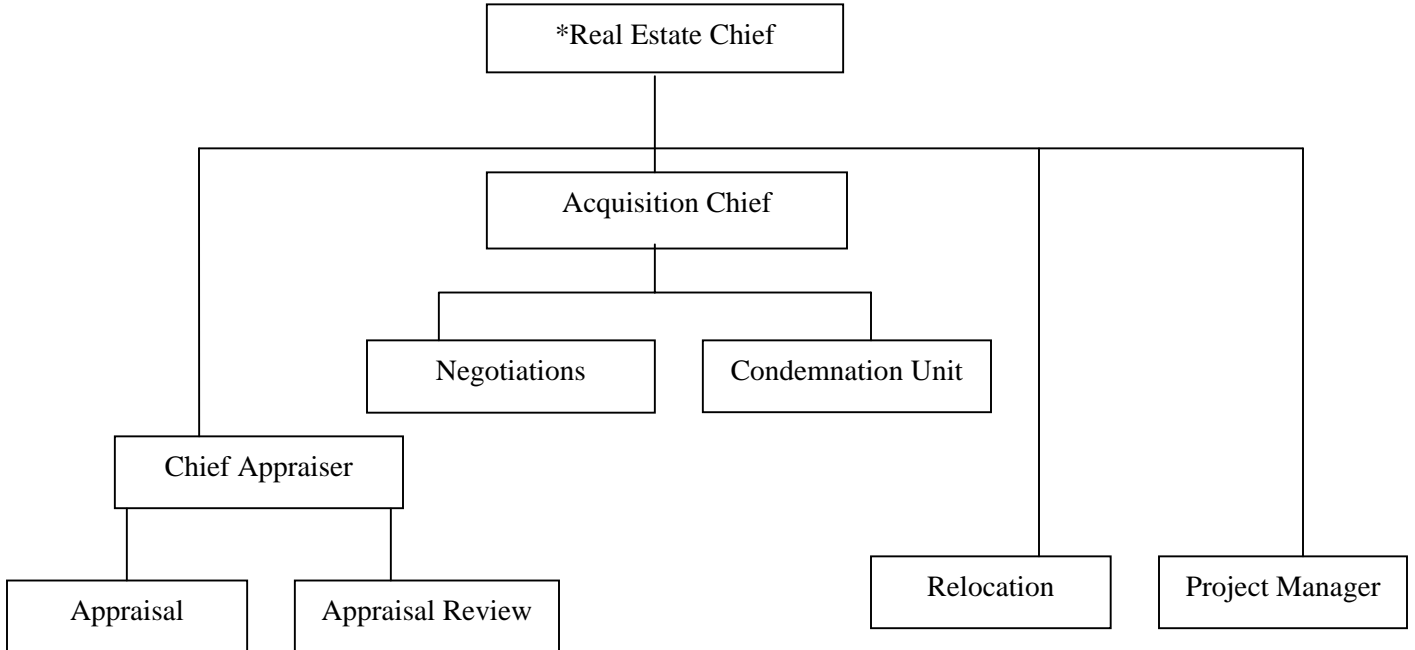 *Real Estate Chief
Acquisition Chief
Negotiations
Condemnation Unit
Chief Appraiser
Relocation
Project Manager
Appraisal
Appraisal Review